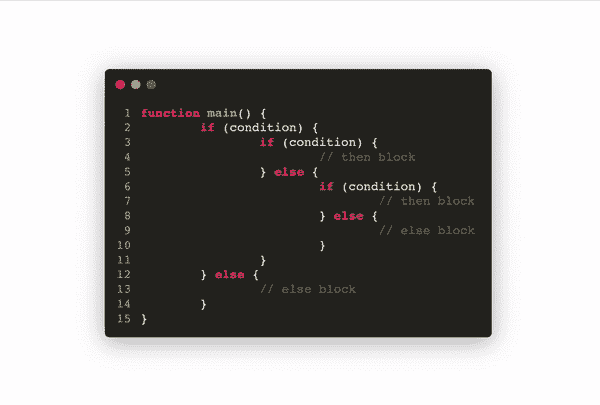 1 function main() {
2 if (condition) {
3 if (condition) {
4 // then block
5 } else {
6 if (condition) {
7 // then block
8 } else {
9 // else block
10 }
11 }
12 } else {
13 // else block
14 }
15 }